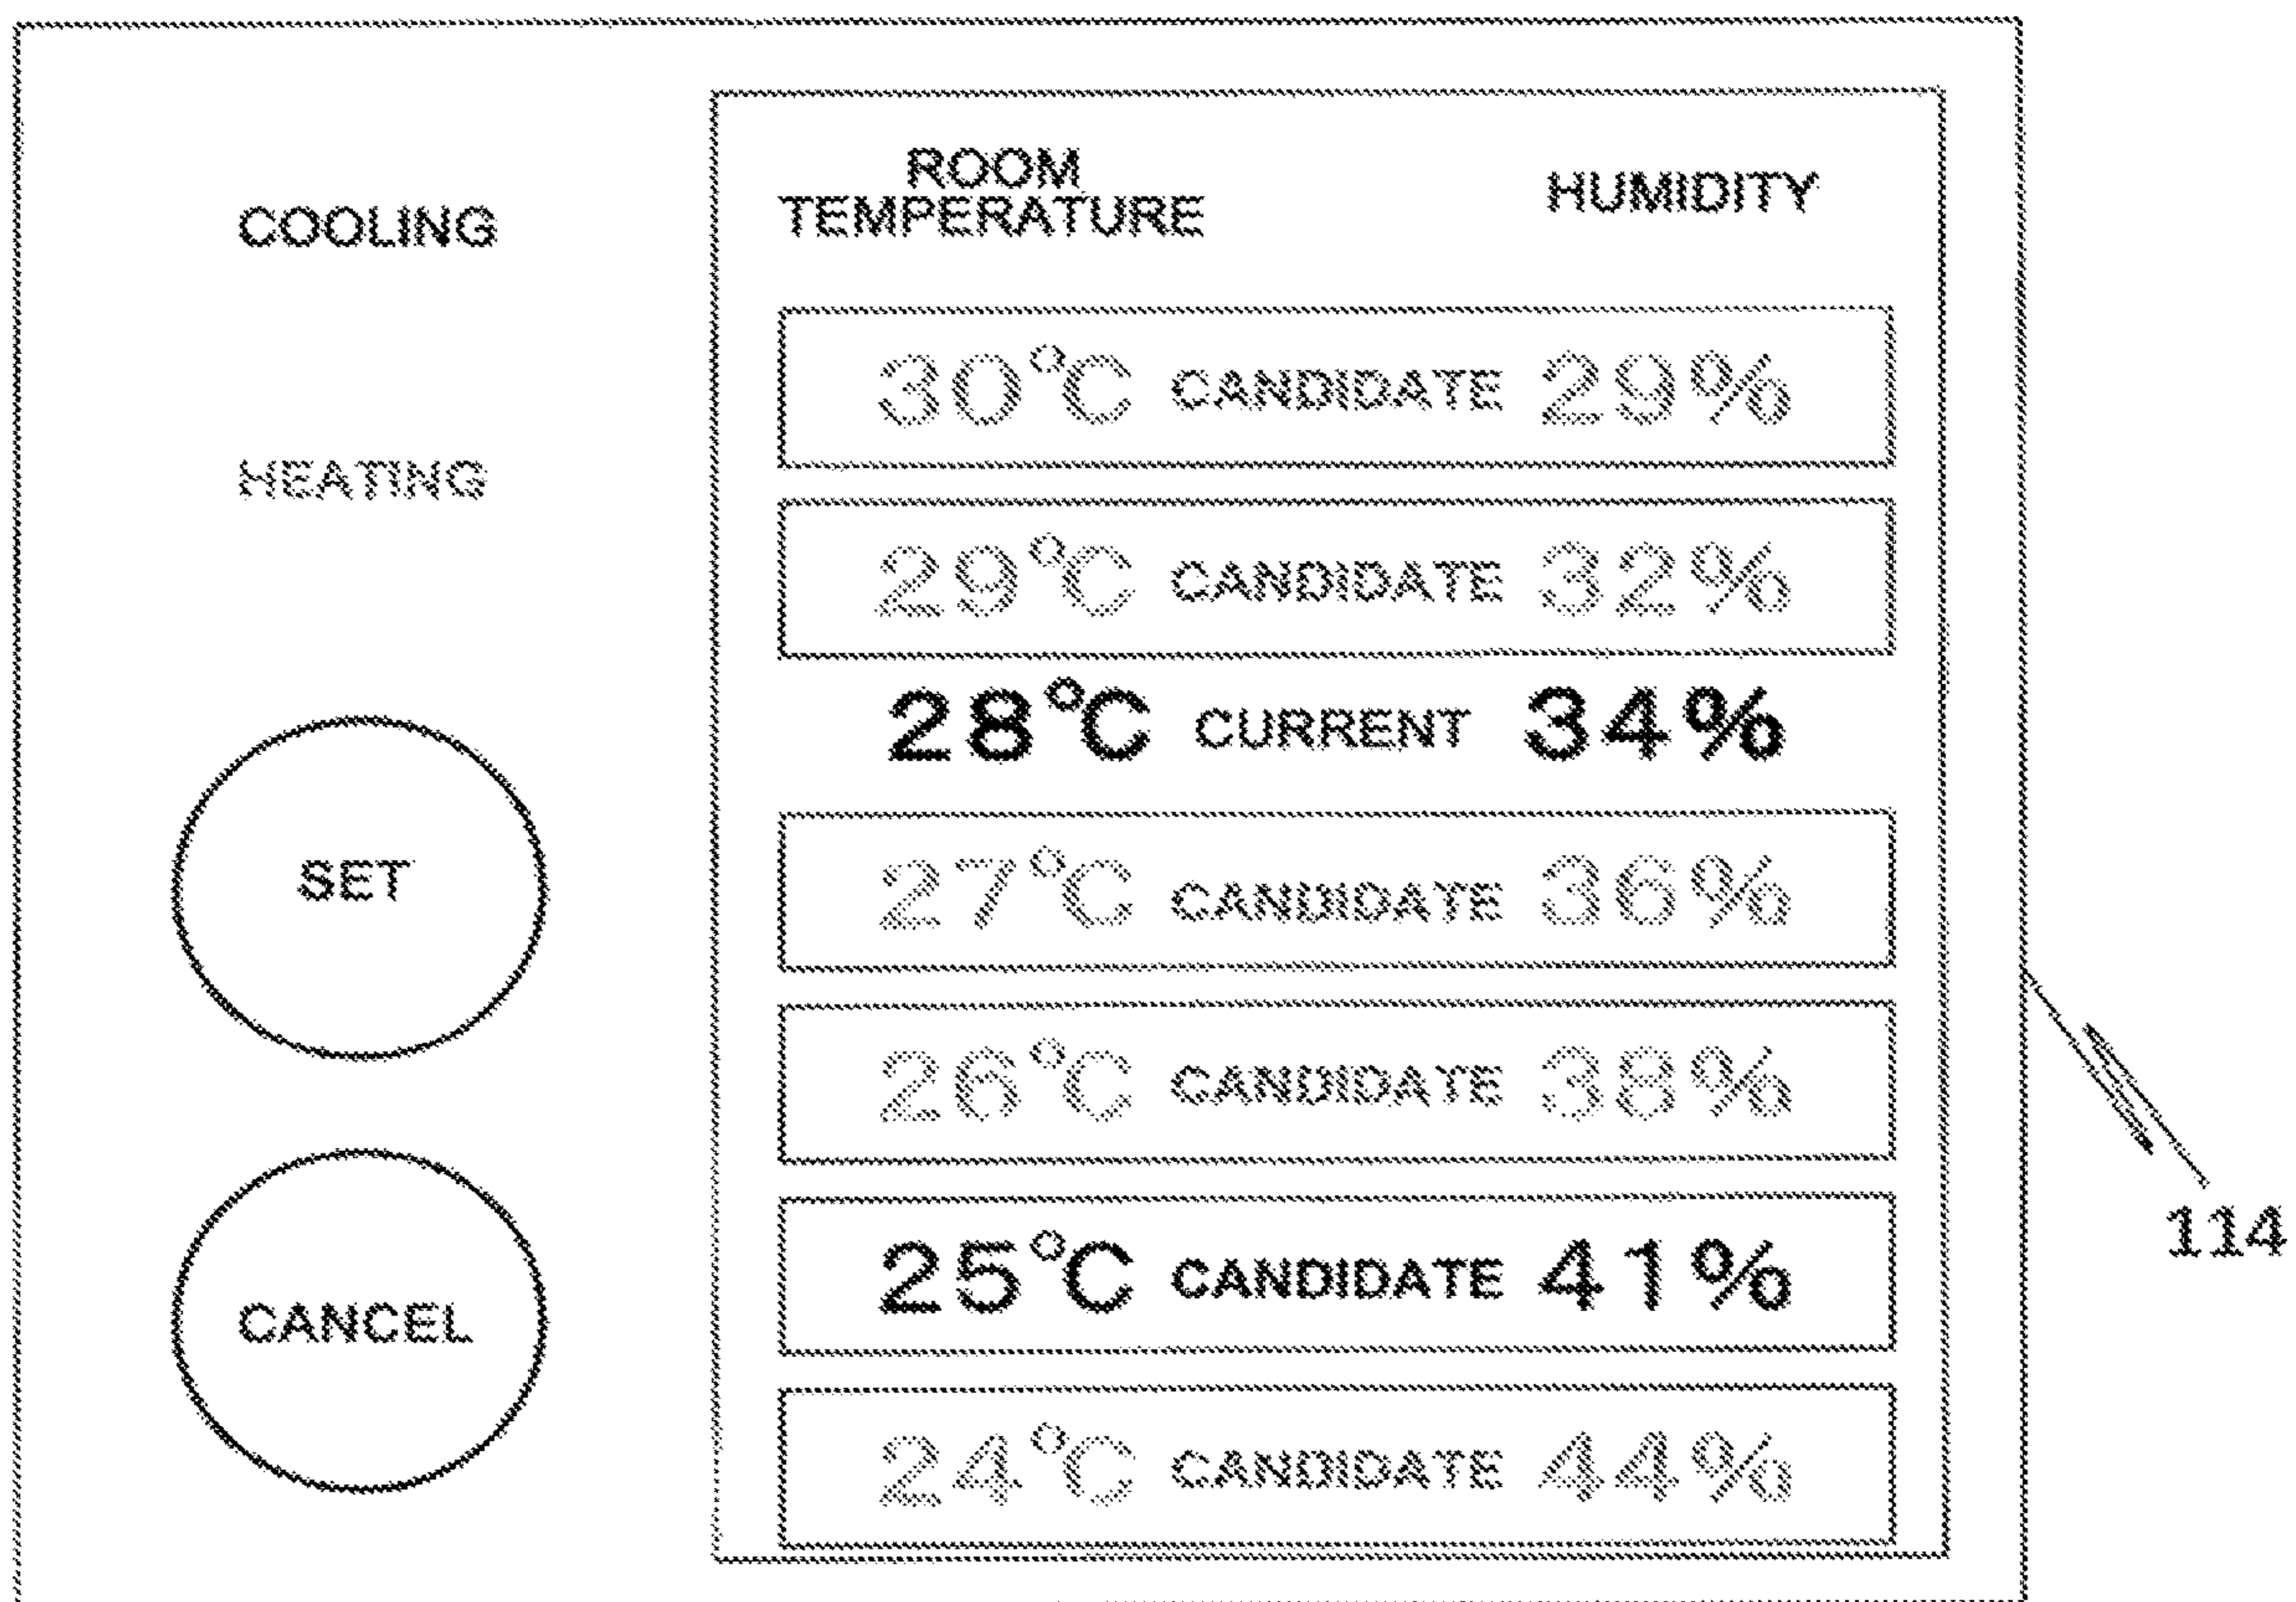 COOLING
HEATING
SET
CANCEL
ROOM
TEMPERATURE
HUMIDITY
30℃ CANDIDATE 29%
29℃ CANDIDATE 32%
28℃ CURRENT 34%
27℃ CANDIDATE 36%
26℃ CANDIDATE 38%
25℃ CANDIDATE 41%
24℃ CANDIDATE 44%
114